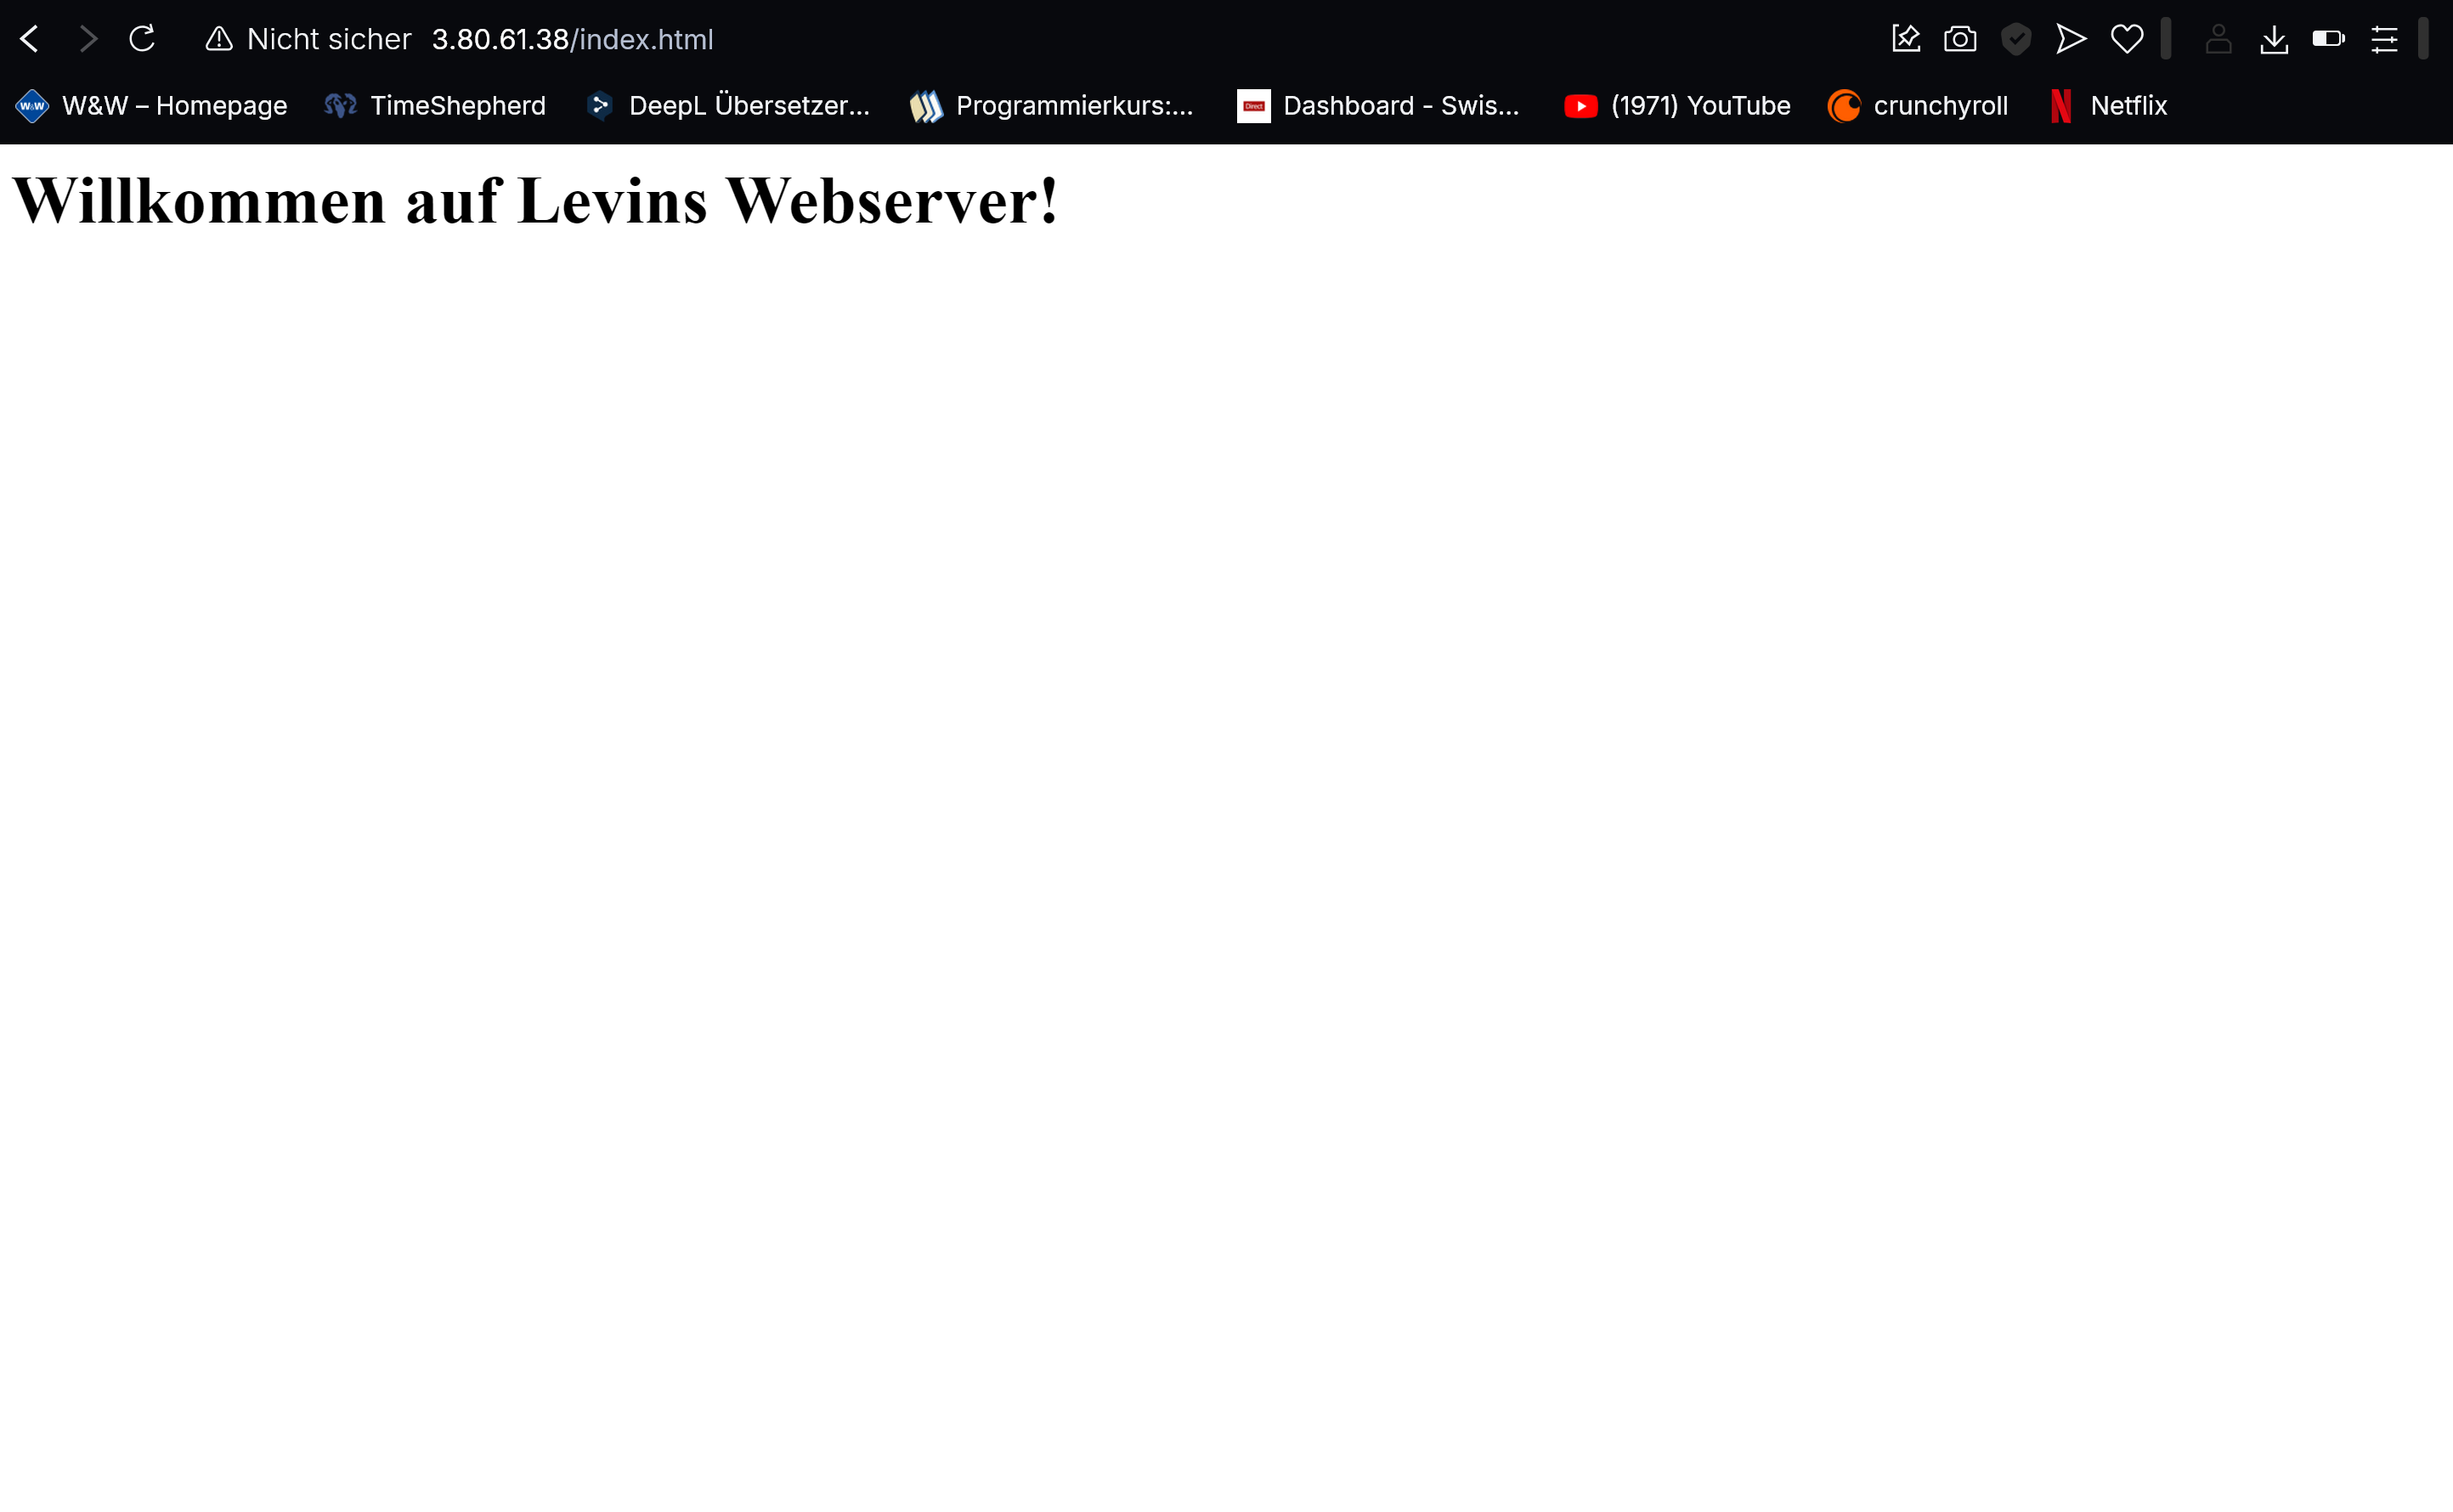 Nicht sicher 3.80.61.38/index.html
W&W W&W – Homepage TimeShepherd DeepL Übersetzer... Programmierkurs:... Direct Dashboard - Swis... (1971) YouTube crunchyroll N Netflix
Willkommen auf Levins Webserver!